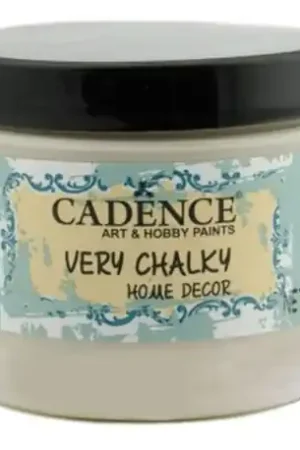 CADENCE
ART & HOBBY PAINTS
VERY CHALKY
HOME DECOR